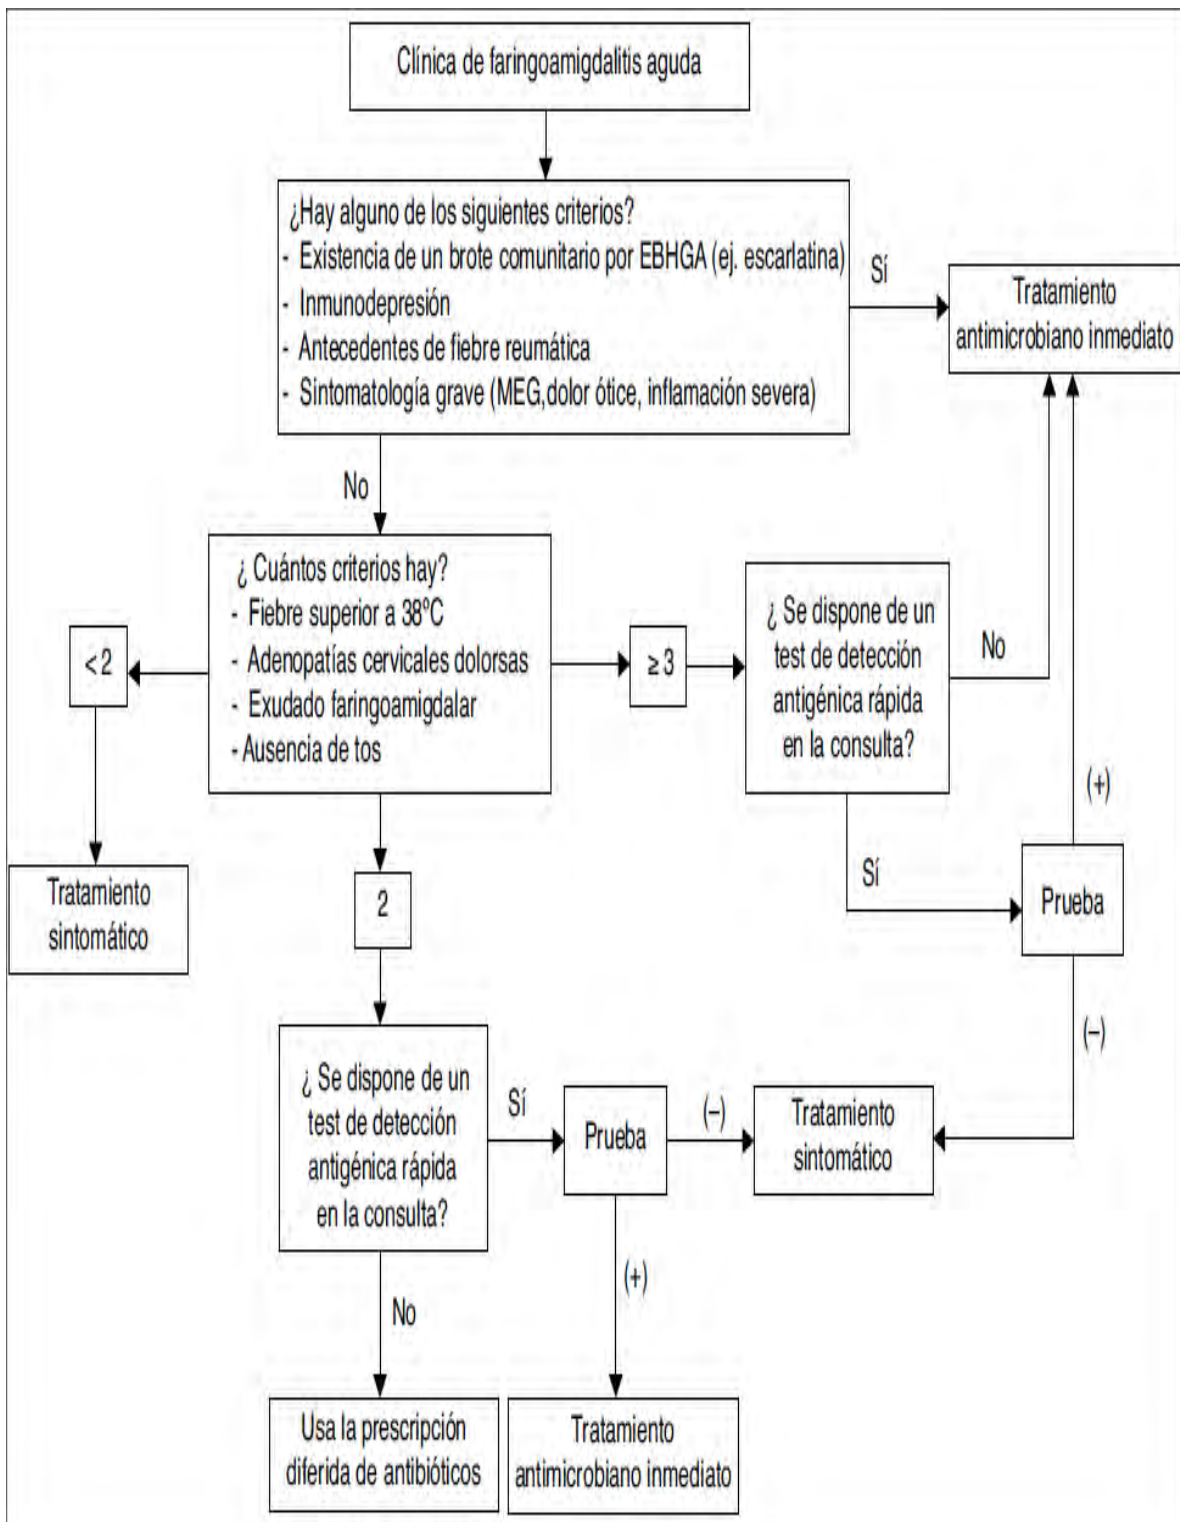 Clínica de faringoamigdalitis aguda
¿Hay alguno de los siguientes criterios?
- Existencia de un brote comunitario por EBHGA (ej. escarlatina)
- Inmunodepresión
- Antecedentes de fiebre reumática
- Sintomatología grave (MEG,dolor ótice, inflamación severa)
Sí
Tratamiento
antimicrobiano inmediato
No
¿ Cuántos criterios hay?
- Fiebre superior a 38ºC
- Adenopatías cervicales dolorsas
- Exudado faringoamigdalar
- Ausencia de tos
< 2
≥ 3
¿ Se dispone de un
test de detección
antigénica rápida
en la consulta?
No
(+)
Sí
Prueba
(–)
Tratamiento
sintomático
2
¿ Se dispone de un
test de detección
antigénica rápida
en la consulta?
Sí
Prueba
(–)
Tratamiento
sintomático
(+)
No
Usa la prescripción
diferida de antibióticos
Tratamiento
antimicrobiano inmediato